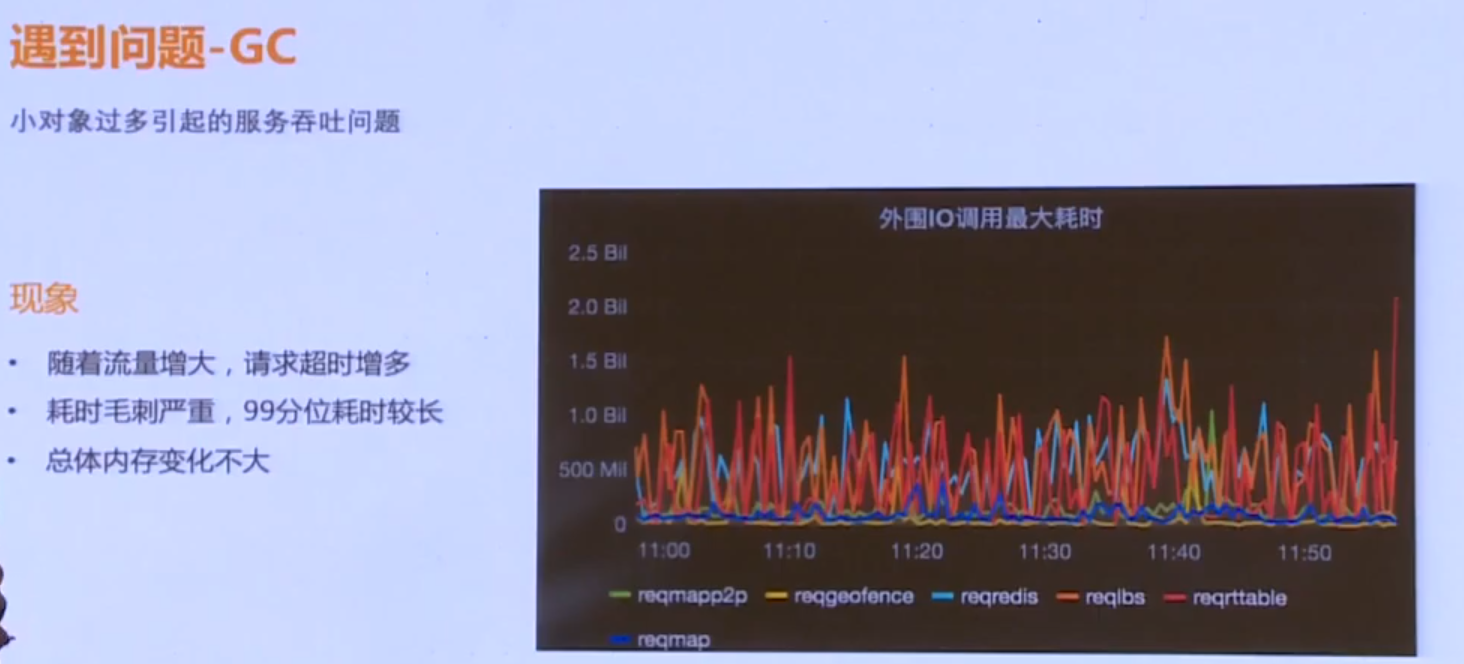 遇到问题-GC
小对象过多引起的服务吞吐问题
现象
• 随着流量增大，请求超时增多
• 耗时毛刺严重，99分位耗时较长
• 总体内存变化不大
外围IO调用最大耗时
2.5 Bil
2.0 Bil
1.5 Bil
1.0 Bil
500 Mil
0
11:00 11:10 11:20 11:30 11:40 11:50
reqmapp2p reqgeofence reqredis reqlbs reqrttable
reqmap